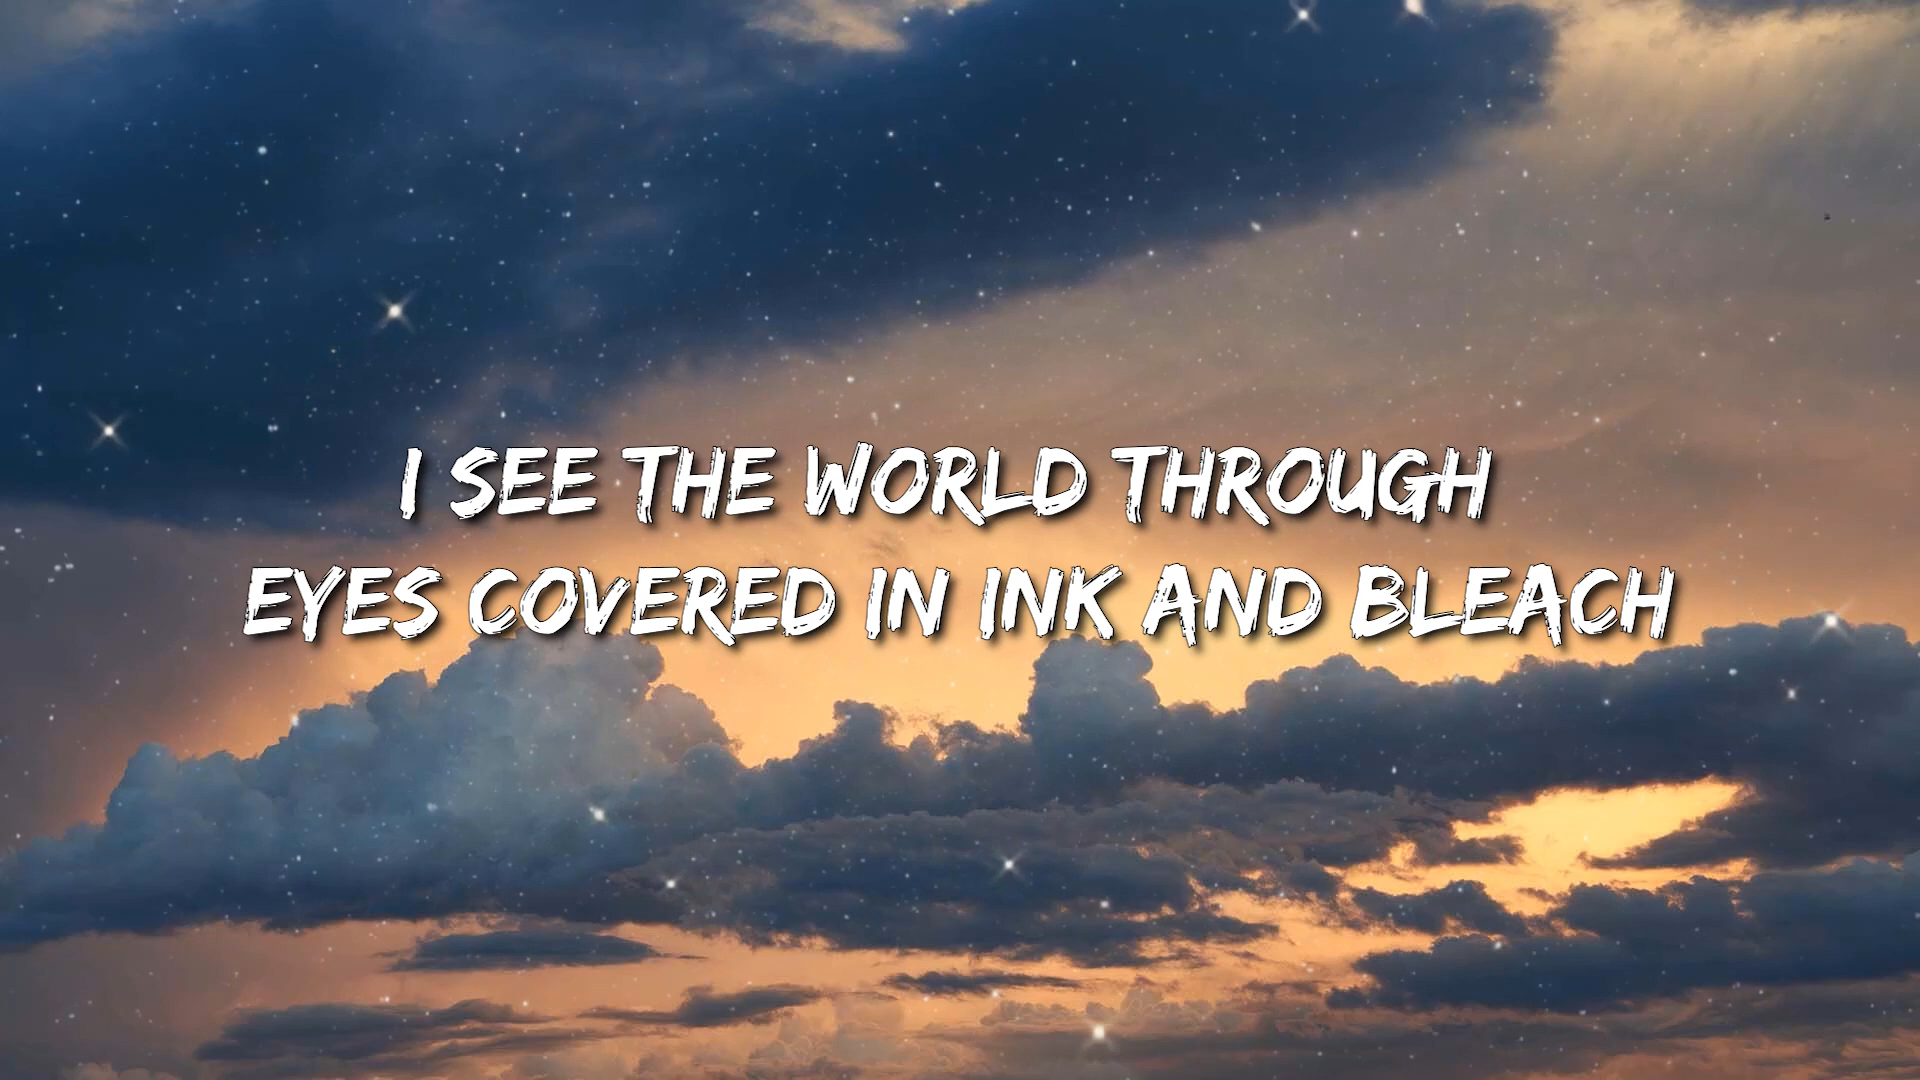 I SEE THE WORLD THROUGH
EYES COVERED IN INK AND BLEACH